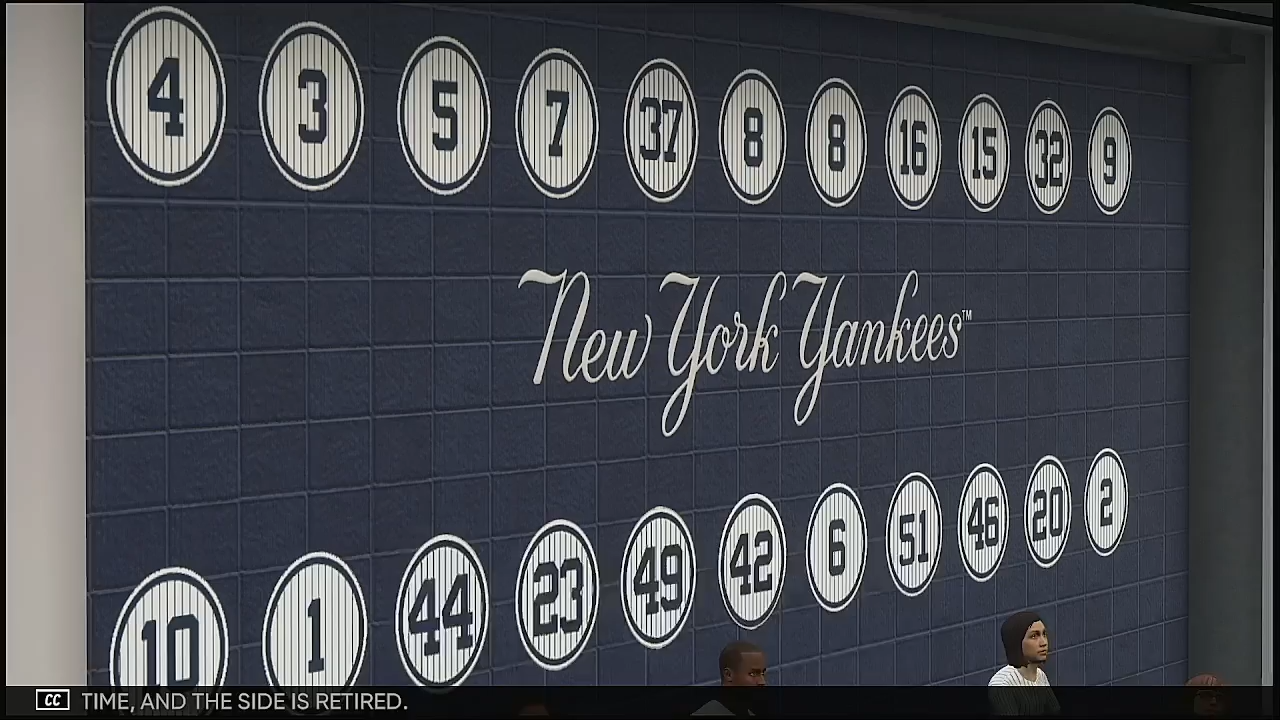 4 3 5 7 37 8 8 16 15 32 9
New York Yankees™
10 1 44 23 49 42 6 51 46 20 2
CC TIME, AND THE SIDE IS RETIRED.